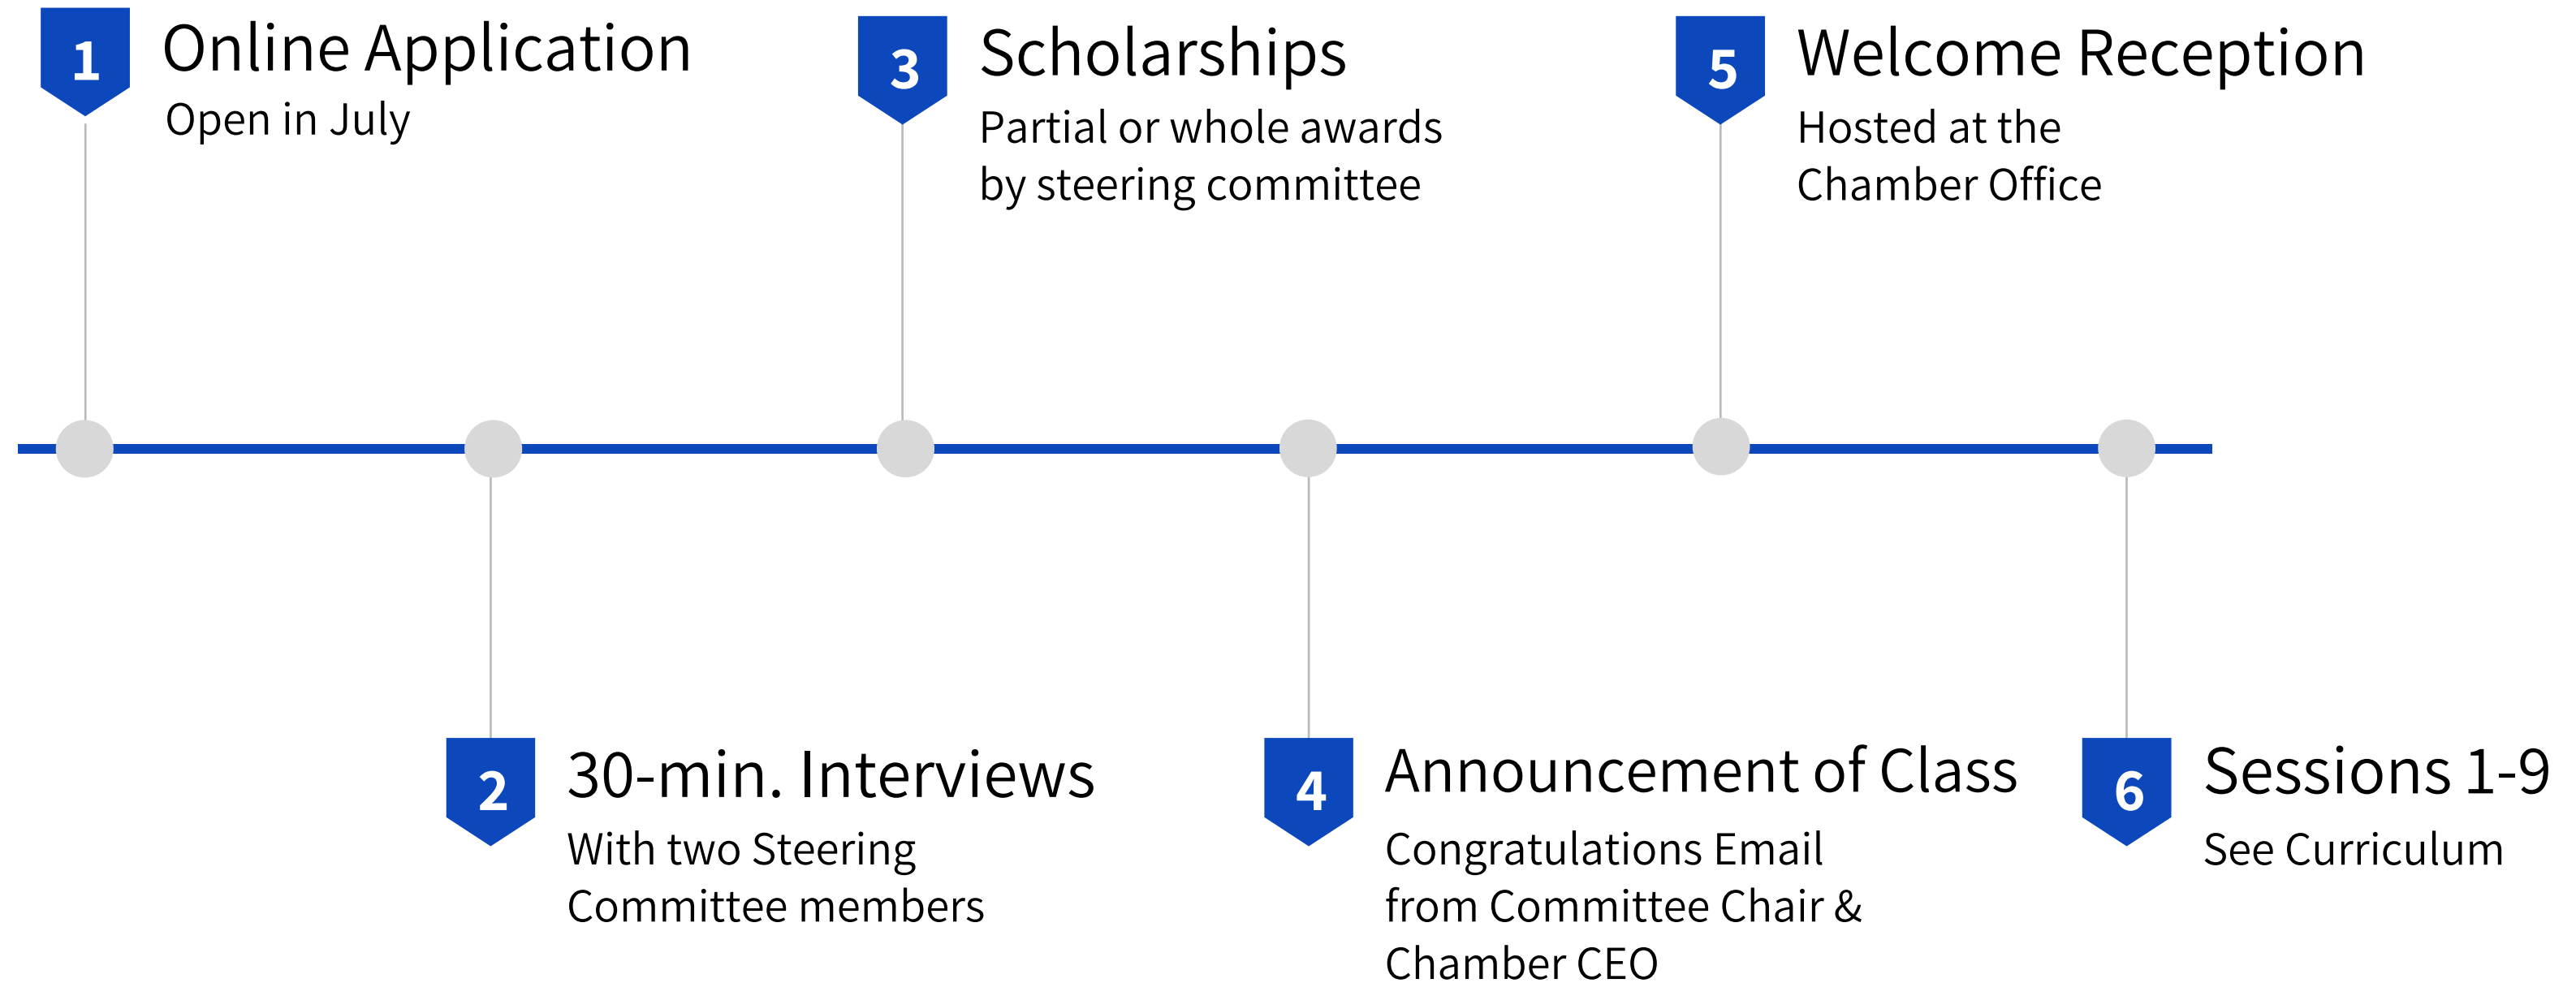 1
Online Application
Open in July
2
30-min. Interviews
With two Steering
Committee members
3
Scholarships
Partial or whole awards
by steering committee
4
Announcement of Class
Congratulations Email
from Committee Chair &
Chamber CEO
5
Welcome Reception
Hosted at the
Chamber Office
6
Sessions 1-9
See Curriculum